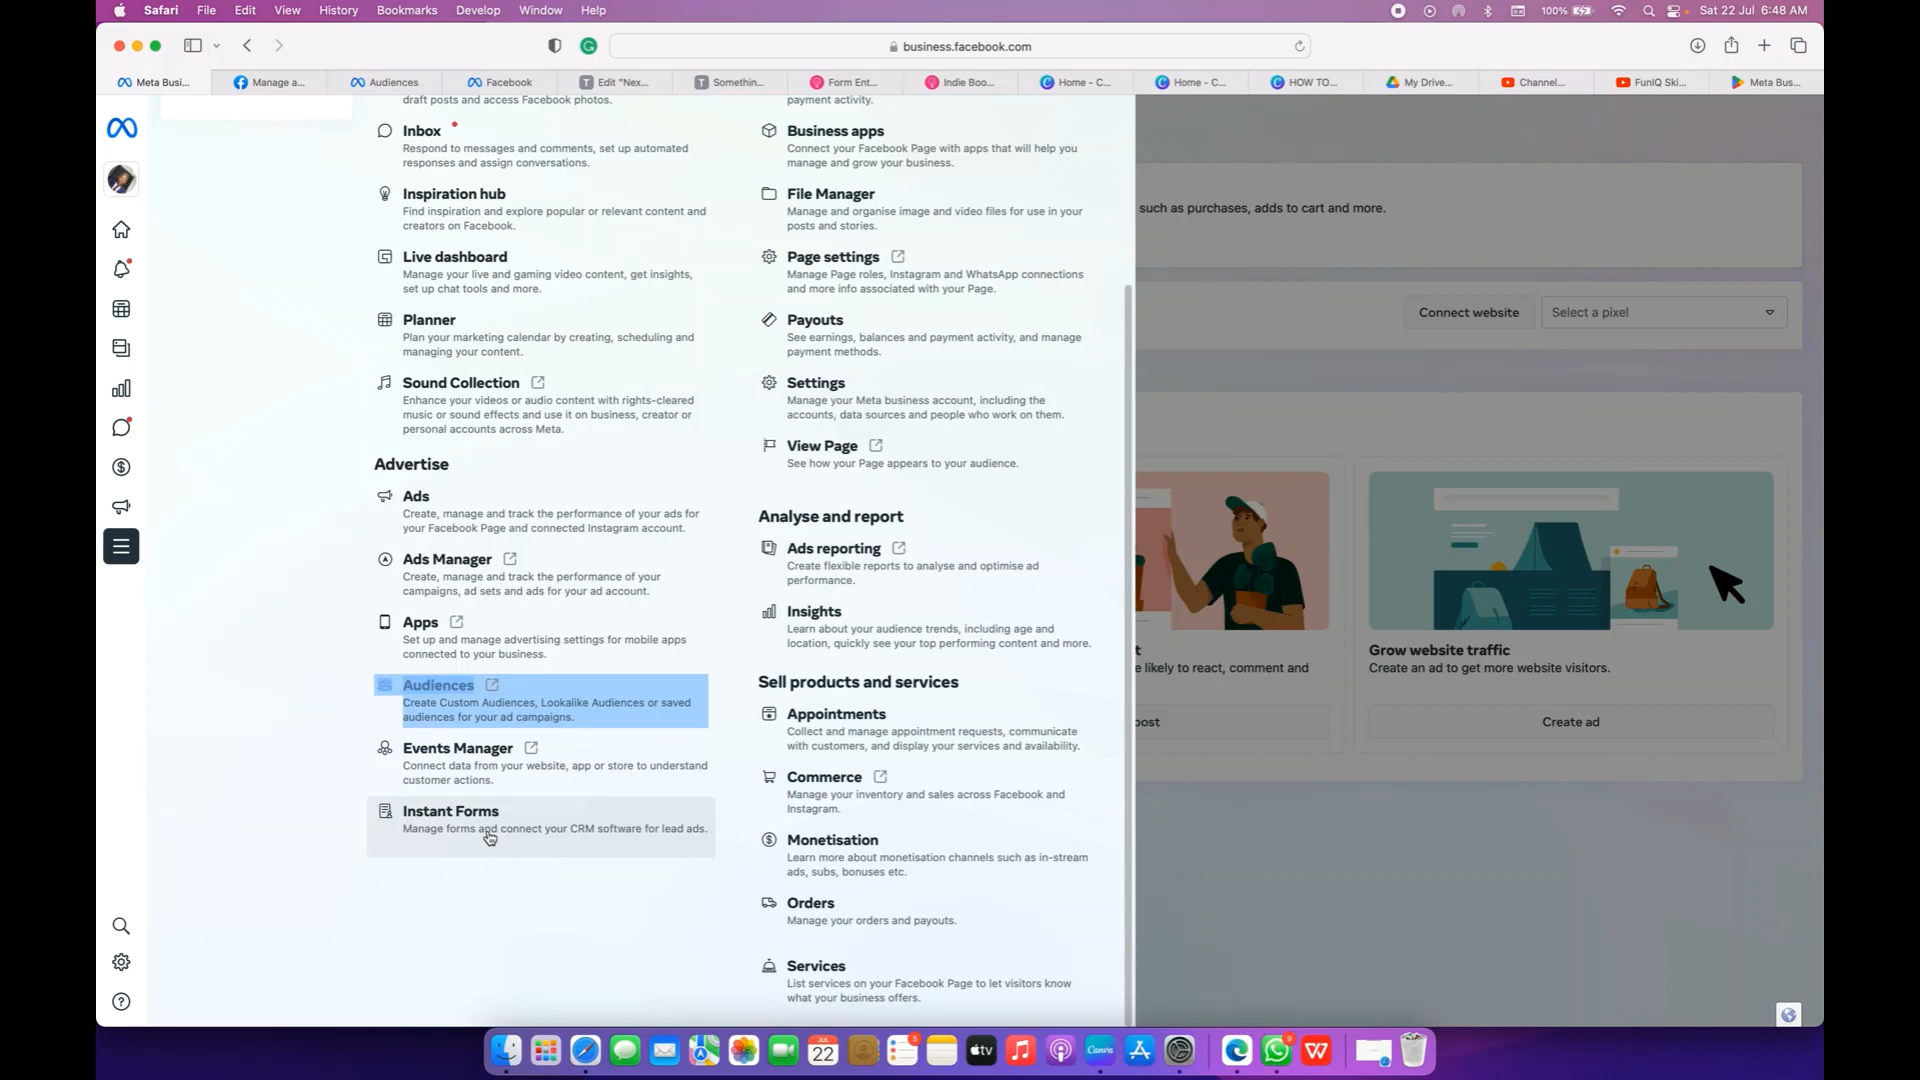 Safari File Edit View History Bookmarks Develop Window Help
100% Sat 22 Jul 6:48 AM
business.facebook.com
Meta Busi... Manage a... Audiences Facebook Edit "Nex... Somethin... Form Ent... Indie Boo... Home - C... Home - C... HOW TO... My Drive... Channel... FunIQ Ski... Meta Bus...
draft posts and access Facebook photos.
Inbox
Respond to messages and comments, set up automated
responses and assign conversations.
Inspiration hub
Find inspiration and explore popular or relevant content and
creators on Facebook.
Live dashboard
Manage your live and gaming video content, get insights,
set up chat tools and more.
Planner
Plan your marketing calendar by creating, scheduling and
managing your content.
Sound Collection
Enhance your videos or audio content with rights-cleared
music or sound effects and use it on business, creator or
personal accounts across Meta.
Advertise
Ads
Create, manage and track the performance of your ads for
your Facebook Page and connected Instagram account.
Ads Manager
Create, manage and track the performance of your
campaigns, ad sets and ads for your ad account.
Apps
Set up and manage advertising settings for mobile apps
connected to your business.
Audiences
Create Custom Audiences, Lookalike Audiences or saved
audiences for your ad campaigns.
Events Manager
Connect data from your website, app or store to understand
customer actions.
Instant Forms
Manage forms and connect your CRM software for lead ads.
payment activity.
Business apps
Connect your Facebook Page with apps that will help you
manage and grow your business.
File Manager
Manage and organise image and video files for use in your
posts and stories.
Page settings
Manage Page roles, Instagram and WhatsApp connections
and more info associated with your Page.
Payouts
See earnings, balances and payment activity, and manage
payment methods.
Settings
Manage your Meta business account, including the
accounts, data sources and people who work on them.
View Page
See how your Page appears to your audience.
Analyse and report
Ads reporting
Create flexible reports to analyse and optimise ad
performance.
Insights
Learn about your audience trends, including age and
location, quickly see your top performing content and more.
Sell products and services
Appointments
Collect and manage appointment requests, communicate
with customers, and display your services and availability.
Commerce
Manage your inventory and sales across Facebook and
Instagram.
Monetisation
Learn more about monetisation channels such as in-stream
ads, subs, bonuses etc.
Orders
Manage your orders and payouts.
Services
List services on your Facebook Page to let visitors know
what your business offers.
such as purchases, adds to cart and more.
Connect website Select a pixel
t
e likely to react, comment and
post
Grow website traffic
Create an ad to get more website visitors.
Create ad
JUL
22
5
tv
Canva
9
W